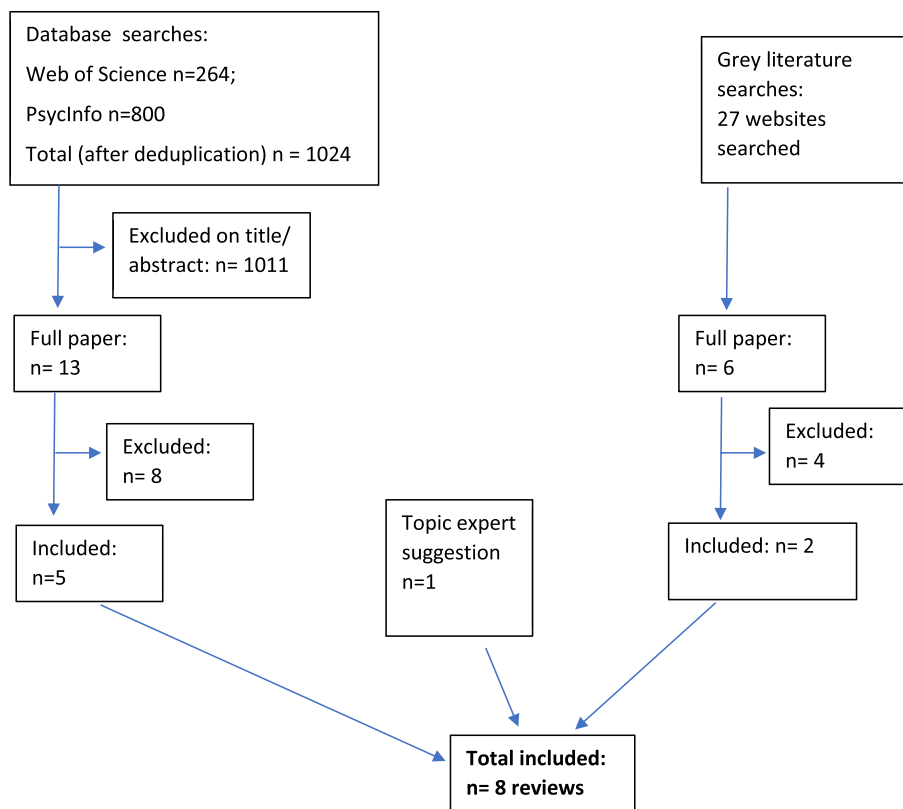 Database searches:
Web of Science n=264;
PsycInfo n=800
Total (after deduplication) n = 1024
Grey literature
searches:
27 websites
searched
Excluded on title/
abstract: n= 1011
Full paper:
n= 13
Full paper:
n= 6
Excluded:
n= 8
Excluded:
n= 4
Included:
n=5
Topic expert
suggestion
n=1
Included: n= 2
Total included:
n= 8 reviews